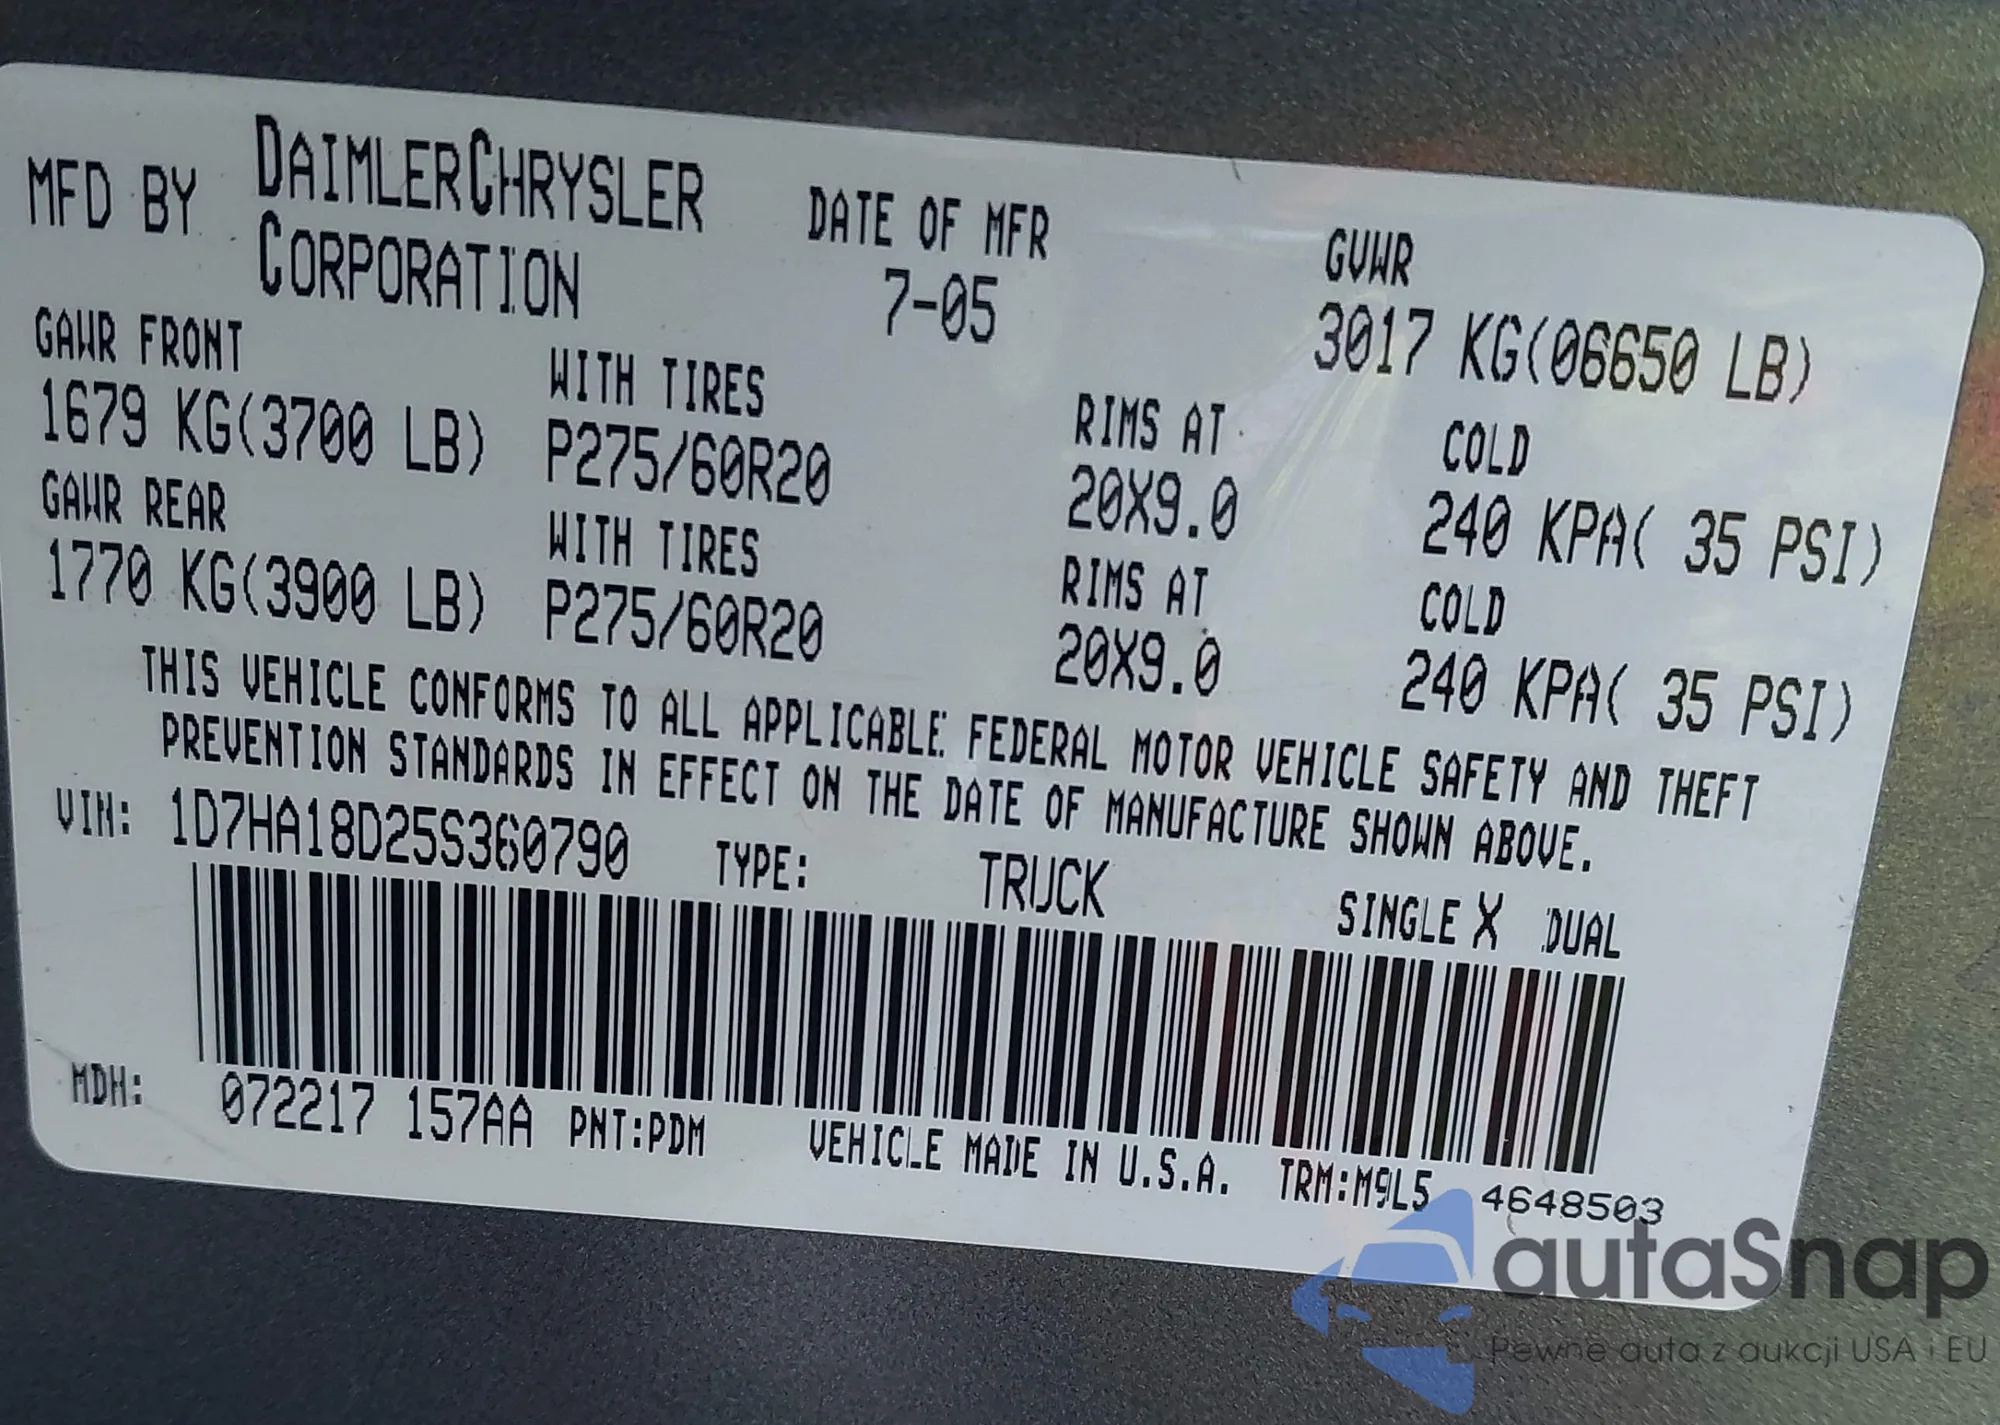 MFD BY DAIMLERCHRYSLER CORPORATION DATE OF MFR GVWR
7-05 3017 KG(06650 LB)
GAWR FRONT WITH TIRES RIMS AT COLD
1679 KG(3700 LB) P275/60R20 20X9.0 240 KPA( 35 PSI)
GAWR REAR WITH TIRES RIMS AT COLD
1770 KG(3900 LB) P275/60R20 20X9.0 240 KPA( 35 PSI)
THIS VEHICLE CONFORMS TO ALL APPLICABLE FEDERAL MOTOR VEHICLE SAFETY AND THEFT
PREVENTION STANDARDS IN EFFECT ON THE DATE OF MANUFACTURE SHOWN ABOVE.
VIN: 1D7HA18D25S360790 TYPE: TRUCK SINGLE X DUAL
MDH: 072217 157AA PNT:PDM VEHICLE MADE IN U.S.A. TRM:M9L5 4648503
autaSnap
Pewne auta z aukcji USA i EU